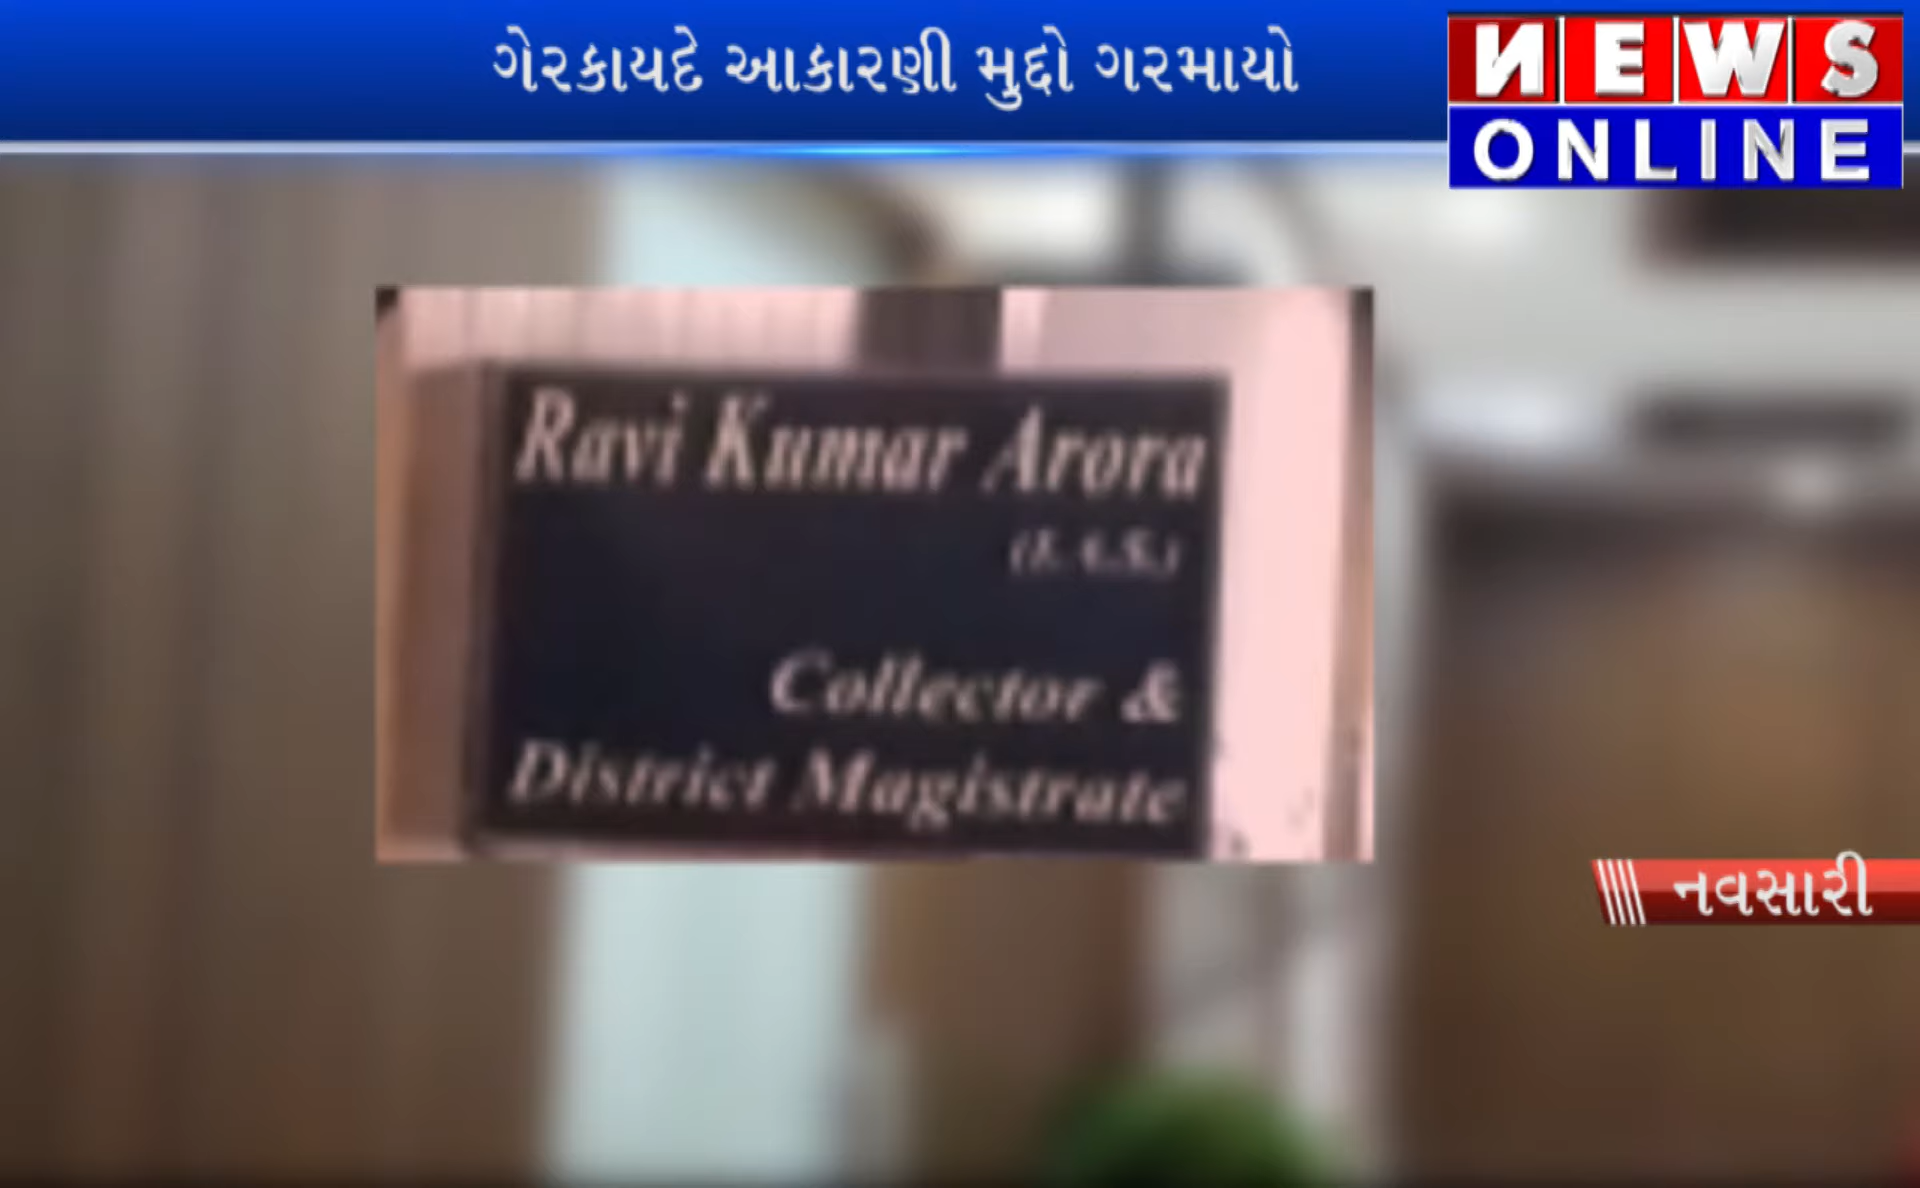 ગેરકાયદે આકારણી મુદ્દો ગરમાયો
NEWS
ONLINE
Ravi Kumar Arora
(I.A.S.)
Collector &
District Magistrate
નવસારી